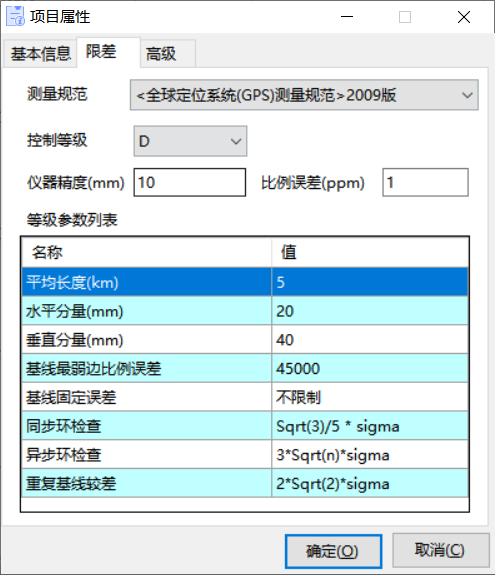 项目属性
基本信息 限差 高级
测量规范 <全球定位系统(GPS)测量规范>2009版
控制等级 D
仪器精度(mm) 10 比例误差(ppm) 1
等级参数列表
名称 值
平均长度(km) 5
水平分量(mm) 20
垂直分量(mm) 40
基线最弱边比例误差 45000
基线固定误差 不限制
同步环检查 Sqrt(3)/5 * sigma
异步环检查 3*Sqrt(n)*sigma
重复基线较差 2*Sqrt(2)*sigma
确定(O) 取消(C)